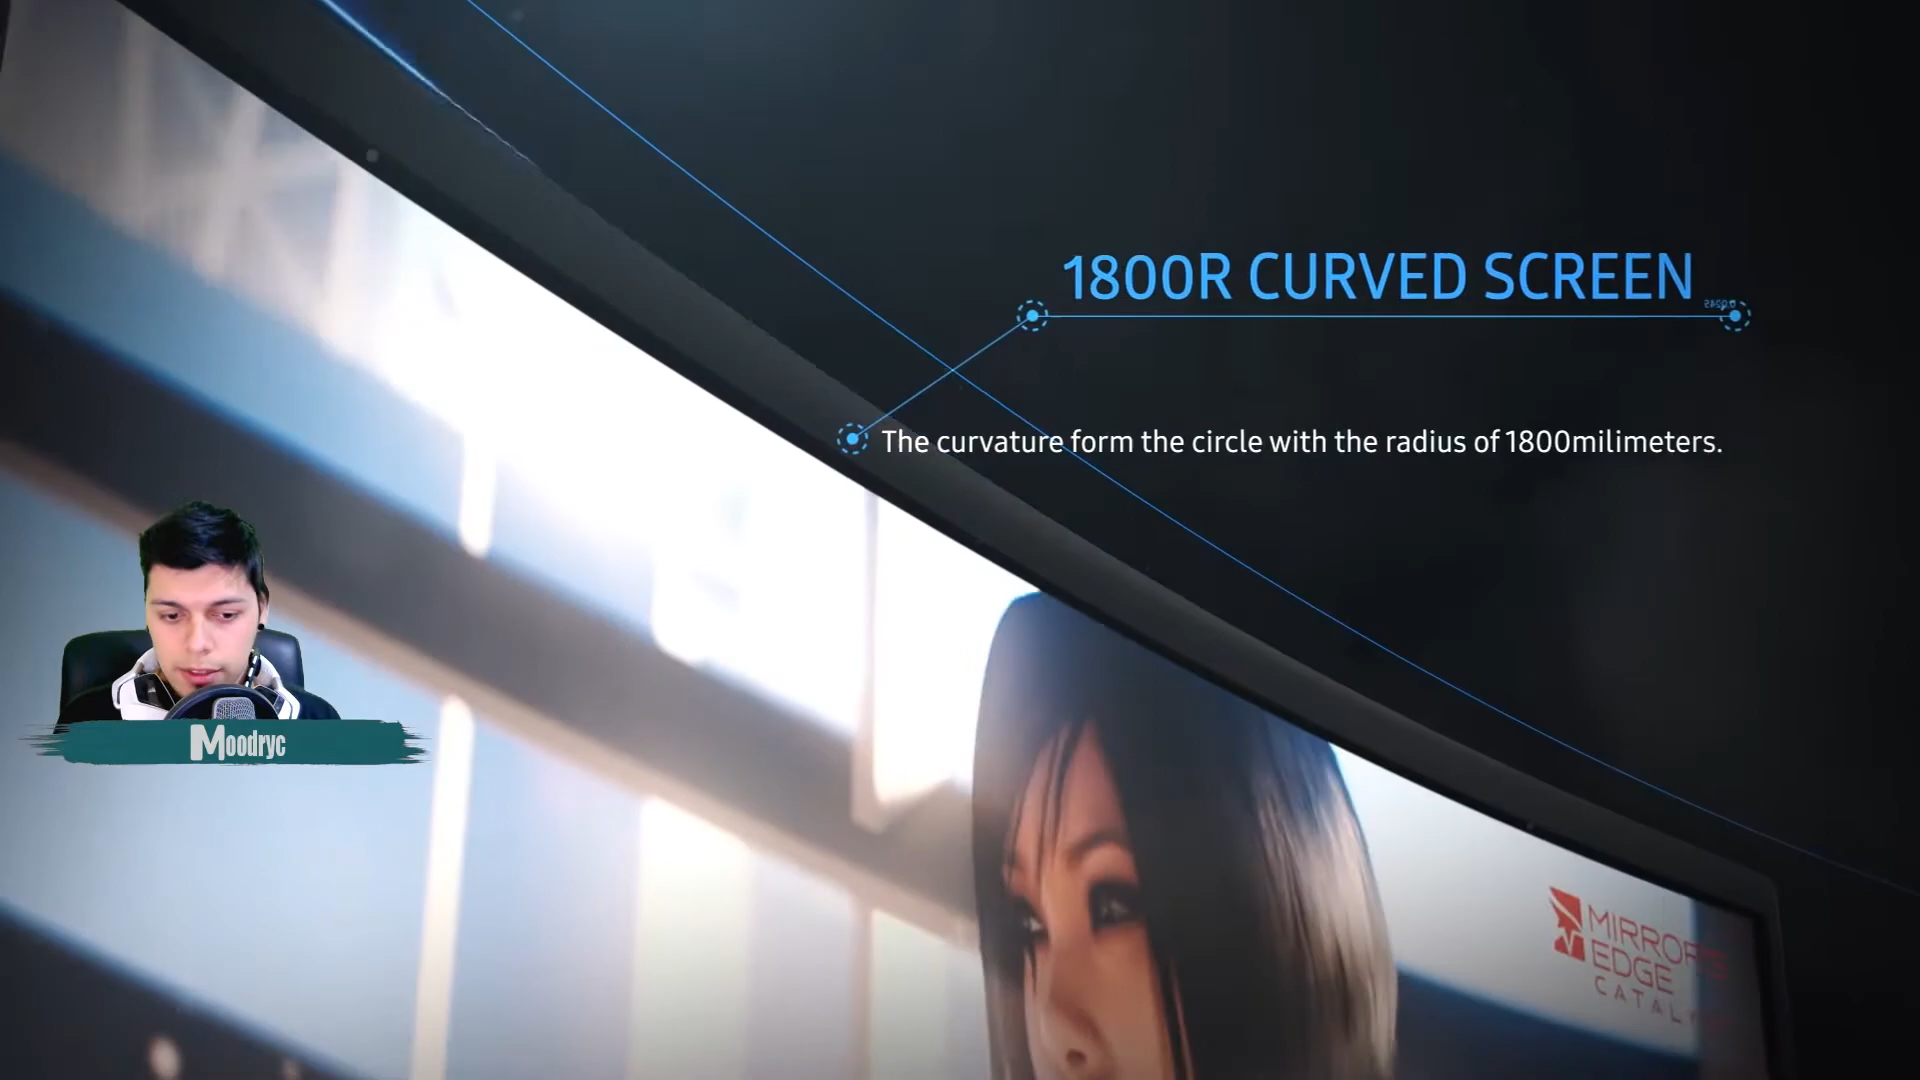 1800R CURVED SCREEN
The curvature form the circle with the radius of 1800milimeters.
Moodryc
MIRROR'S
EDGE